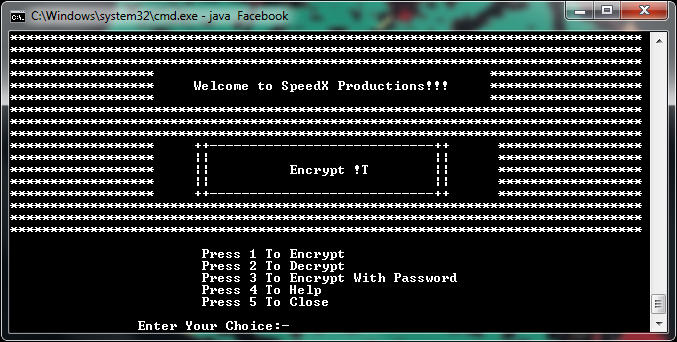 C:\Windows\system32\cmd.exe - java  Facebook
Welcome to SpeedX Productions!!!
Encrypt !T
Press 1 To Encrypt
Press 2 To Decrypt
Press 3 To Encrypt With Password
Press 4 To Help
Press 5 To Close
Enter Your Choice:-